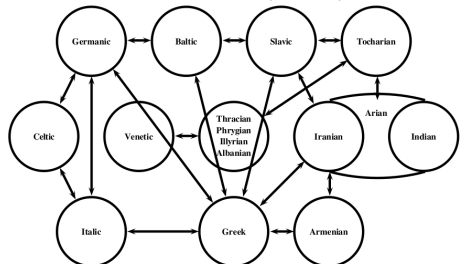 Germanic
Baltic
Slavic
Tocharian
Celtic
Venetic
Thracian
Phrygian
Illyrian
Albanian
Arian
Iranian
Indian
Italic
Greek
Armenian